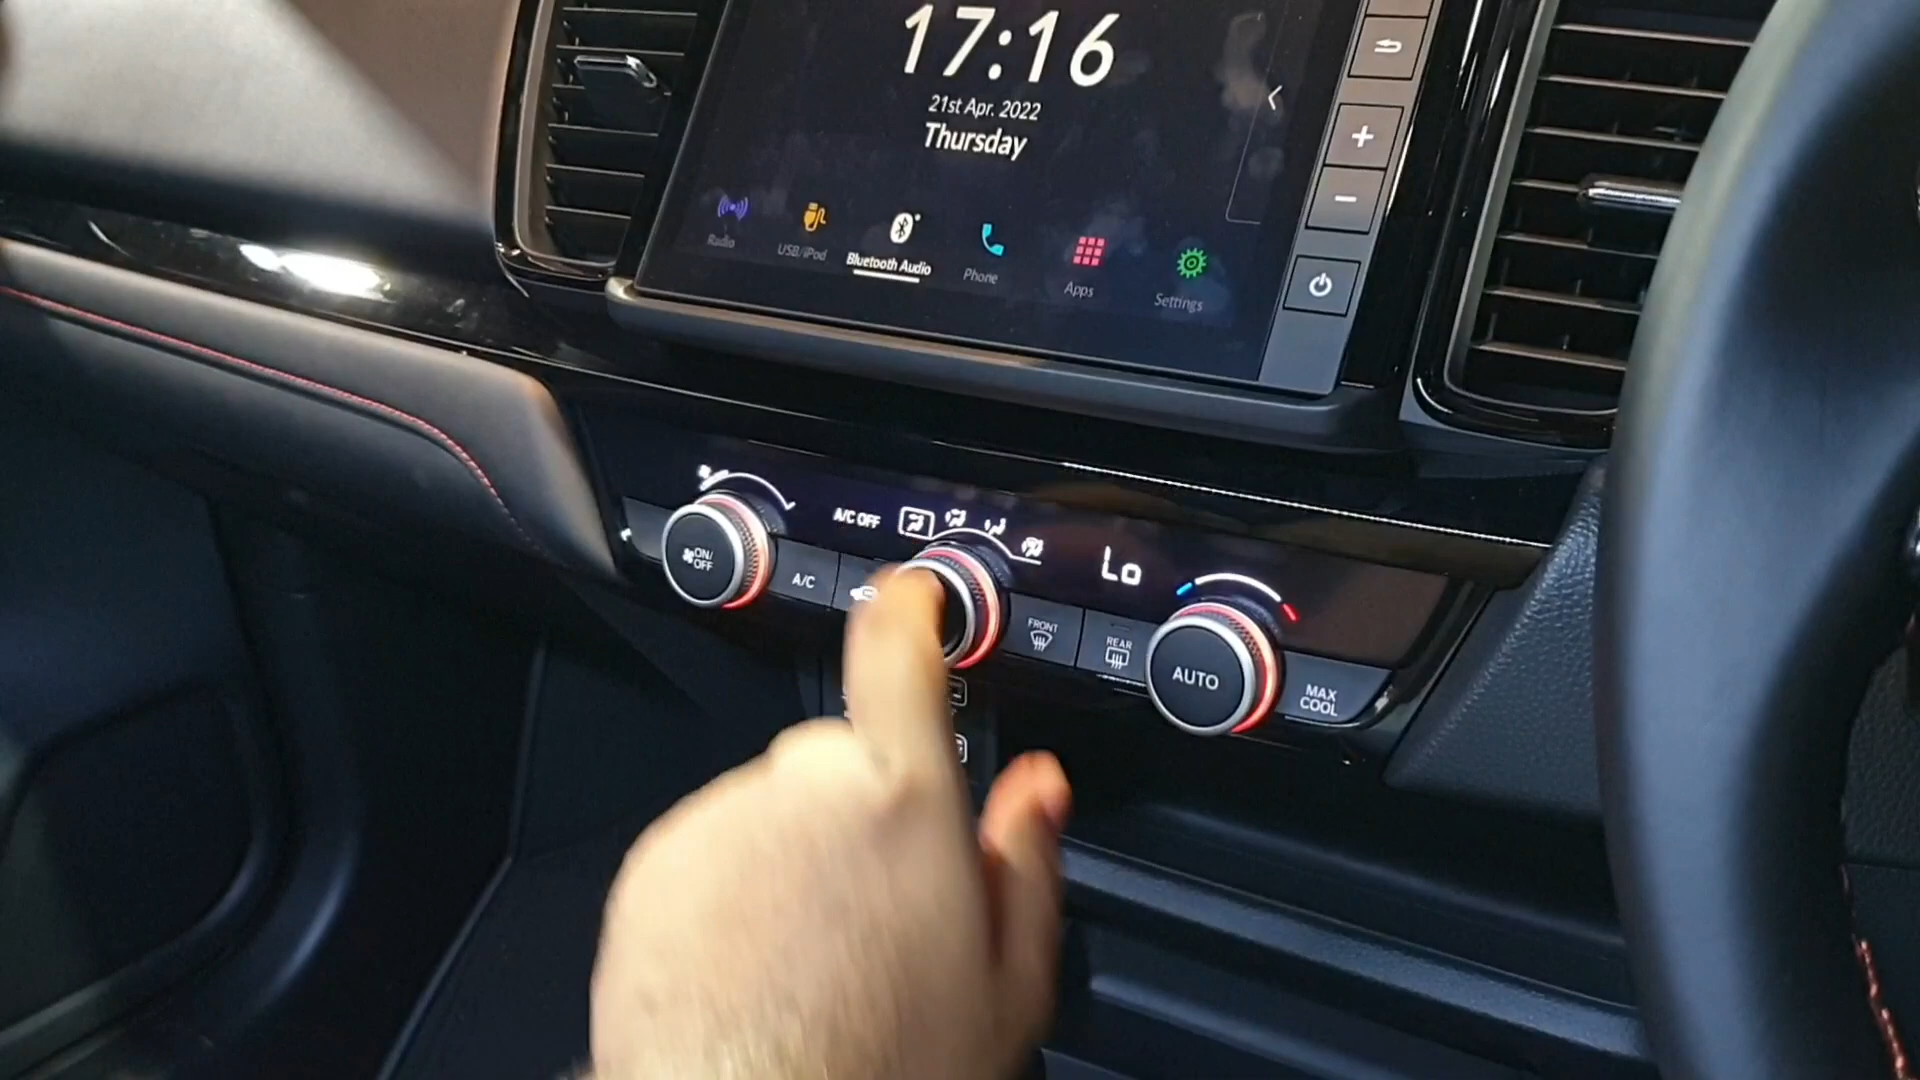 17:16
21st Apr. 2022
Thursday
Radio
USB/iPod
Bluetooth Audio
Phone
Apps
Settings
A/C OFF
Lo
ON/
OFF
A/C
FRONT
REAR
AUTO
MAX
COOL